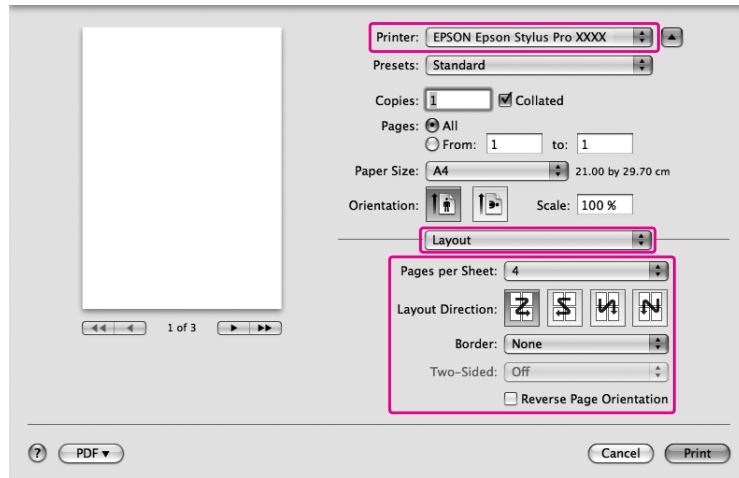 Printer: EPSON Epson Stylus Pro XXXX
Presets: Standard
Copies: 1 Collated
Pages: All
From: 1 to: 1
Paper Size: A4 21.00 by 29.70 cm
Orientation: Scale: 100 %
Layout
Pages per Sheet: 4
Layout Direction:
Border: None
Two-Sided: Off
Reverse Page Orientation
1 of 3
? PDF▼ Cancel Print